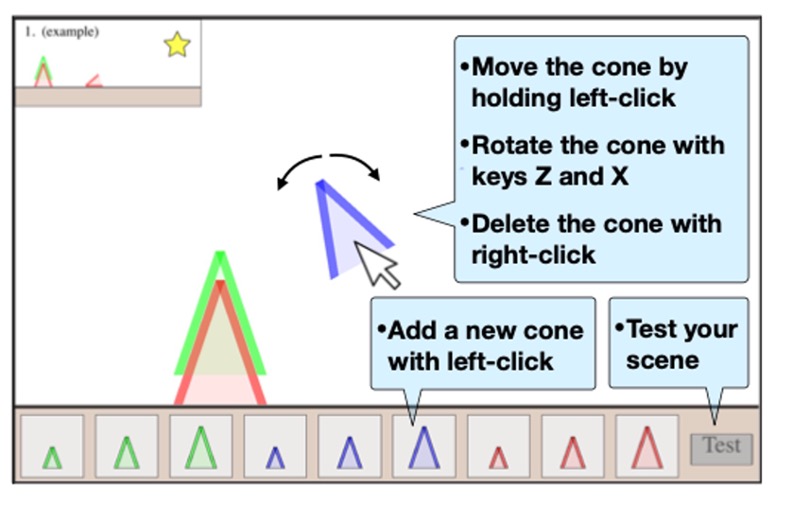 1. (example)
•Move the cone by
holding left-click
•Rotate the cone with
keys Z and X
•Delete the cone with
right-click
•Add a new cone
with left-click
•Test your
scene
Test